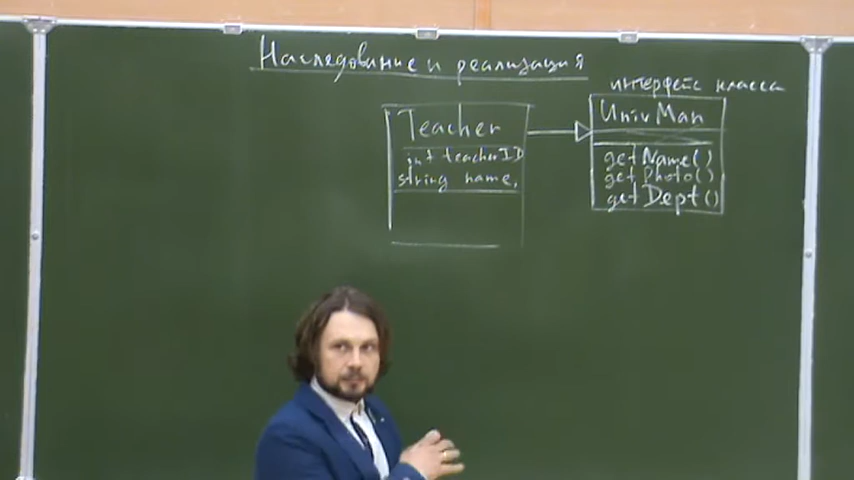 Наследование и реализация
интерфейс класса
Teacher
int teacherID
string name,
UnivMan
getName()
getPhoto()
getDept()